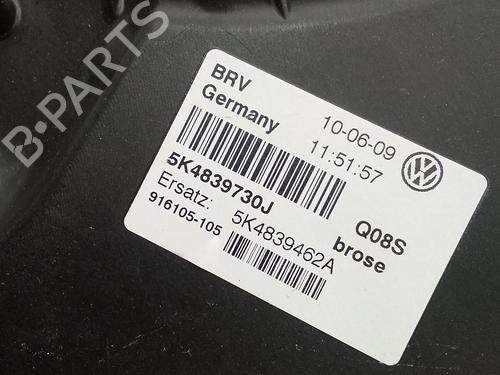 B-PARTS
BRV
Germany
10-06-09
11:51:57
5K4839730J
Ersatz: 5K4839462A
916105-105
Q08S
brose